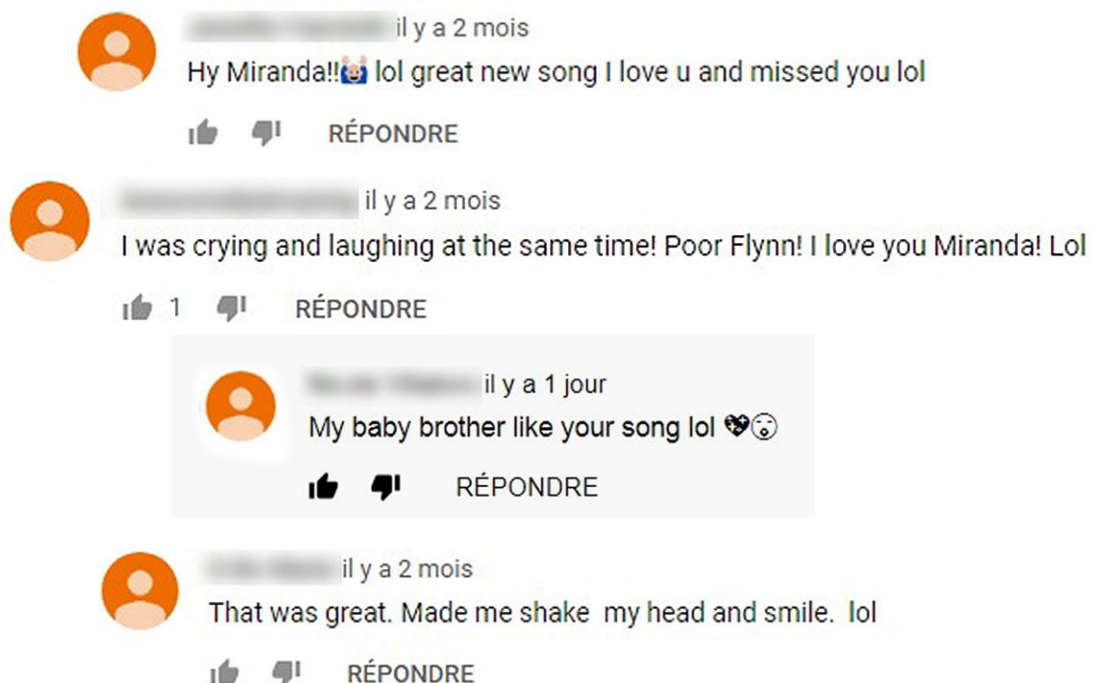 il y a 2 mois
Hy Miranda!!🙌 lol great new song I love u and missed you lol
RÉPONDRE
il y a 2 mois
I was crying and laughing at the same time! Poor Flynn! I love you Miranda! Lol
1 RÉPONDRE
il y a 1 jour
My baby brother like your song lol 💖😮
RÉPONDRE
il y a 2 mois
That was great. Made me shake my head and smile. lol
RÉPONDRE